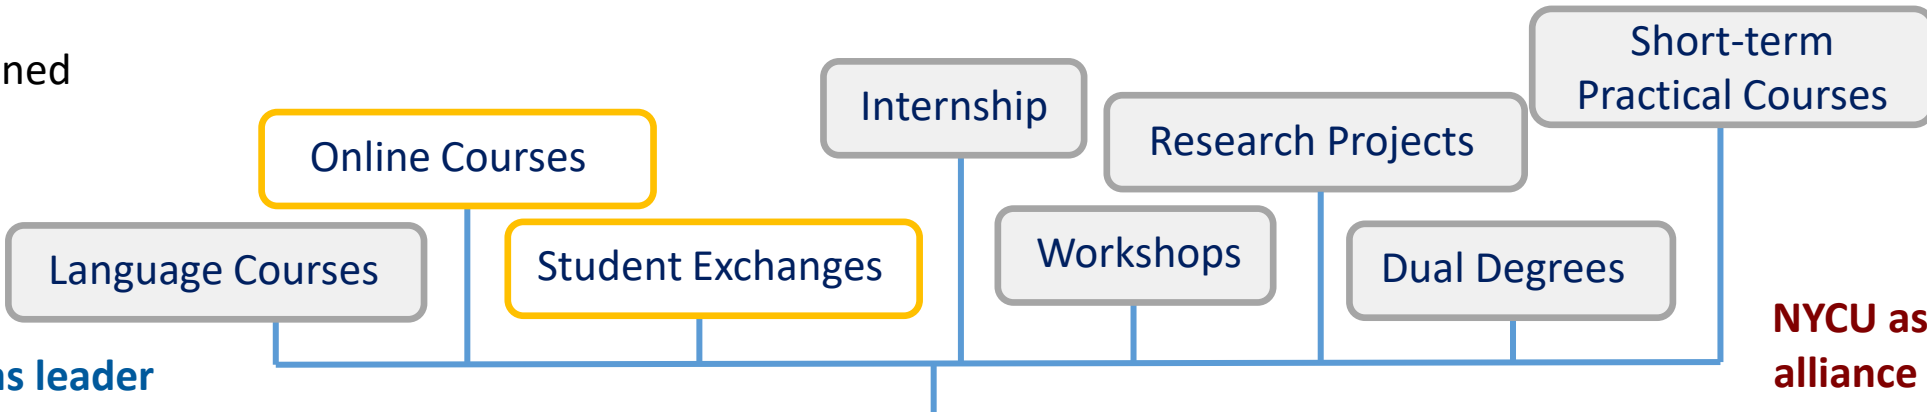 ned
Short-term
Practical Courses
Internship
Research Projects
Online Courses
Workshops
Student Exchanges
Dual Degrees
Language Courses
NYCU as
alliance
as leader